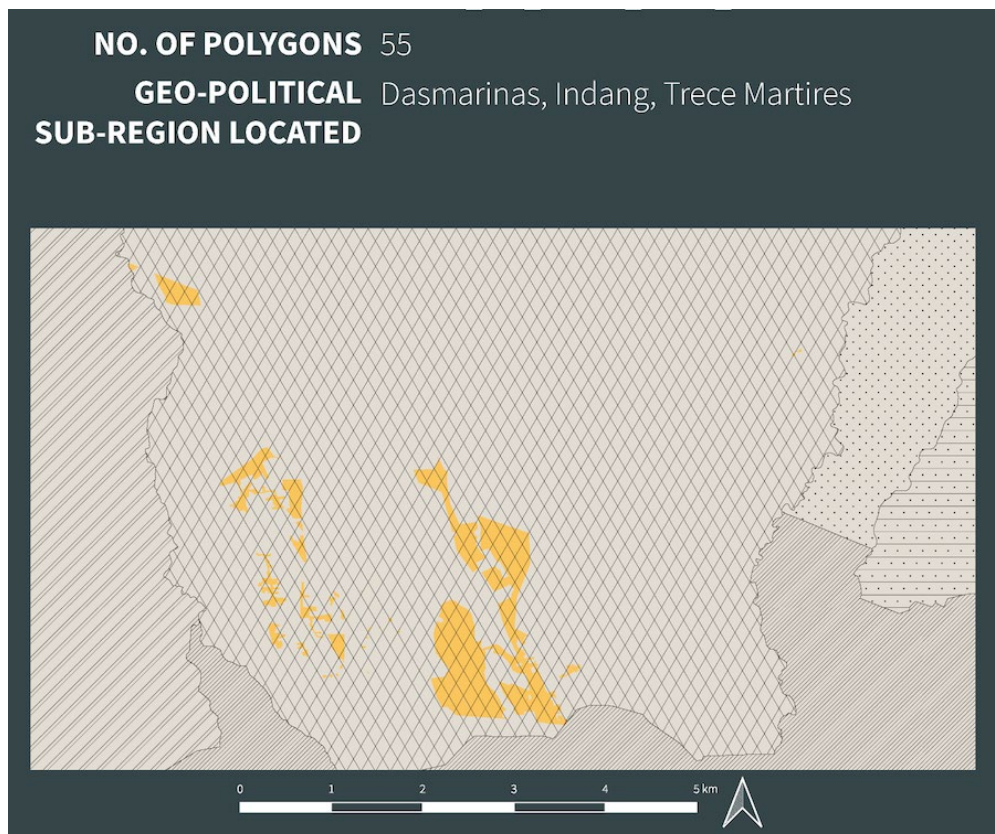 NO. OF POLYGONS 55
GEO-POLITICAL Dasmarinas, Indang, Trece Martires
SUB-REGION LOCATED
0 1 2 3 4 5 km